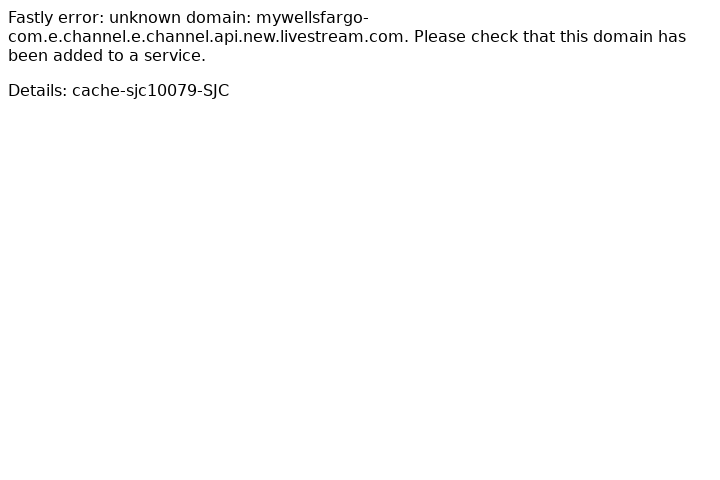 Fastly error: unknown domain: mywellsfargo-
com.e.channel.e.channel.api.new.livestream.com. Please check that this domain has
been added to a service.
Details: cache-sjc10079-SJC